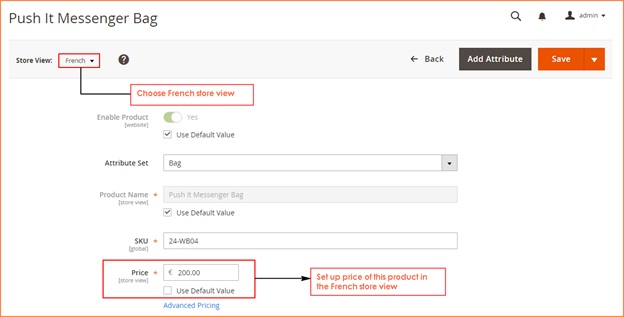 Push It Messenger Bag
admin
Store View: French
Back
Add Attribute
Save
Choose French store view
Enable Product
[website]
Yes
Use Default Value
Attribute Set
Bag
Product Name *
[store view]
Push It Messenger Bag
Use Default Value
SKU *
[global]
24-WB04
Price *
[store view]
€ 200.00
Use Default Value
Set up price of this product in
the French store view
Advanced Pricing